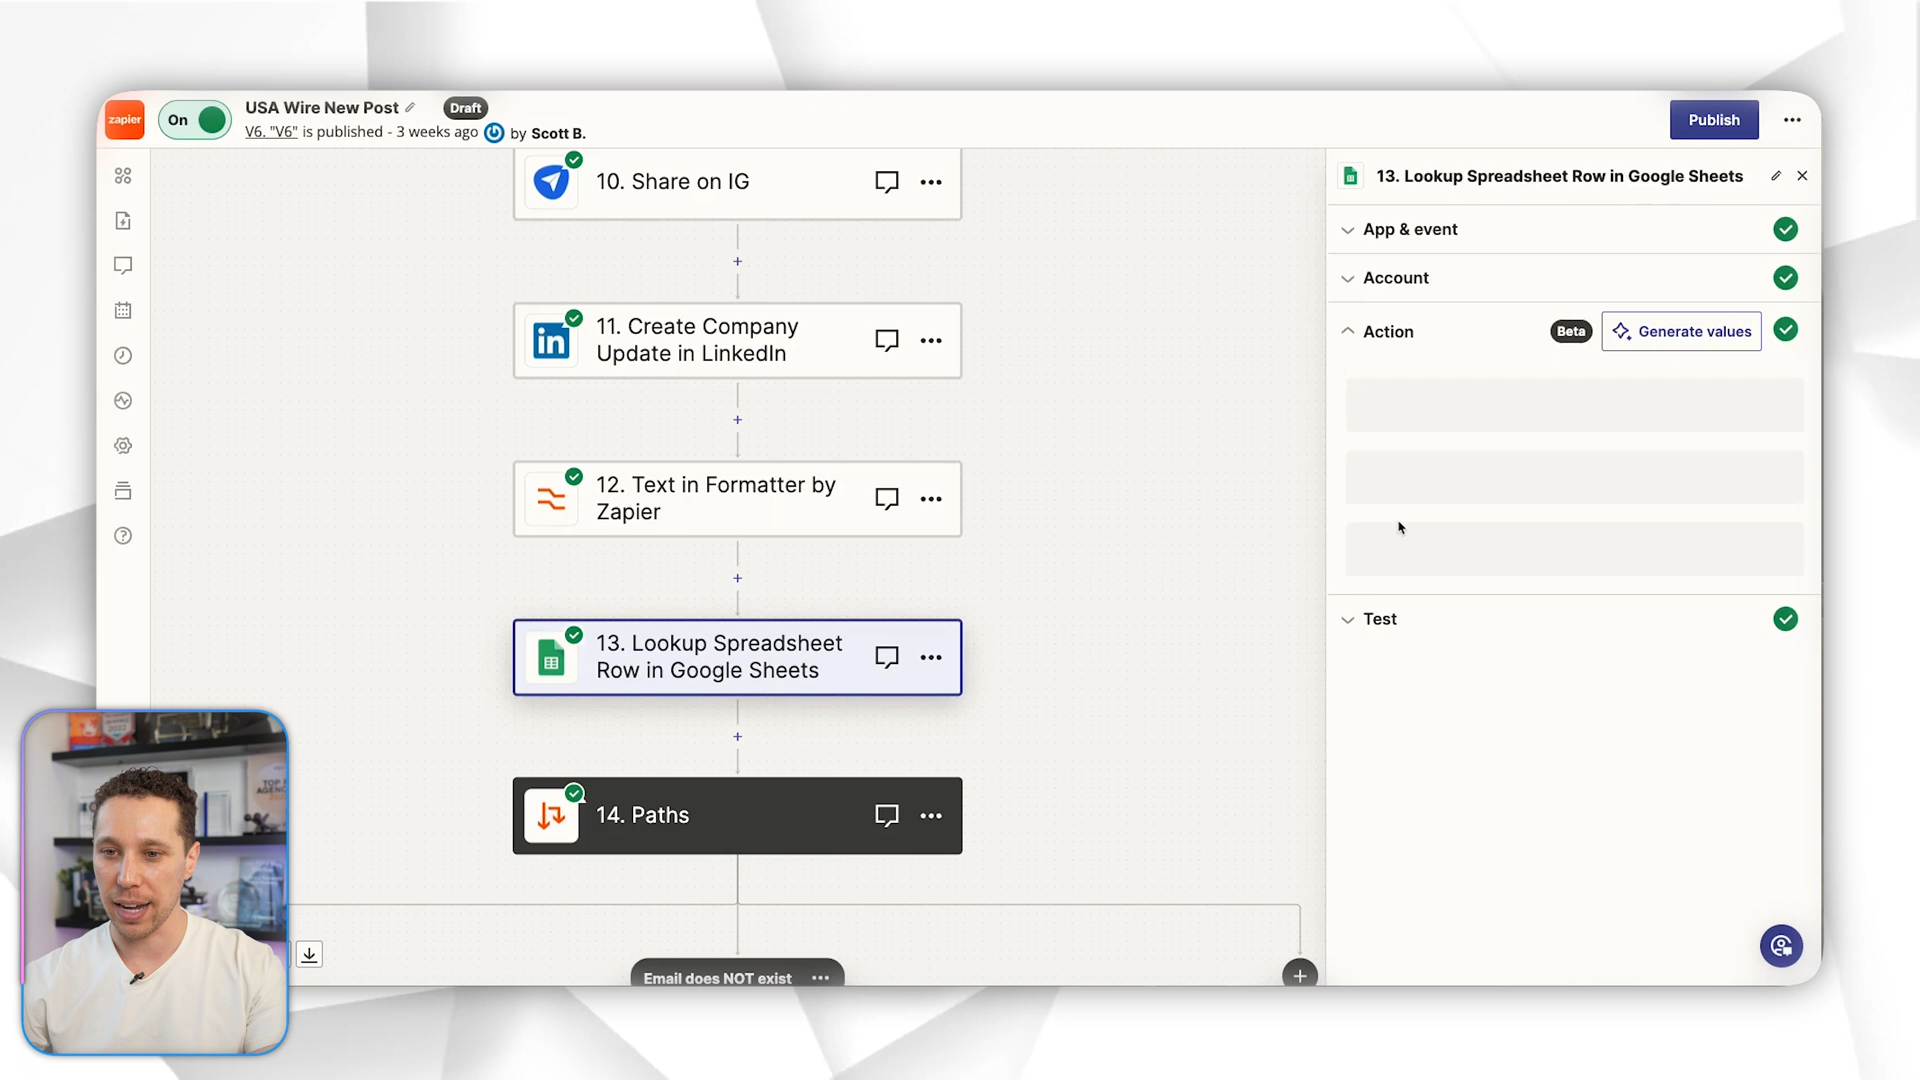 zapier
On
USA Wire New Post
Draft
V6. "V6" is published - 3 weeks ago
by Scott B.
Publish
10. Share on IG
11. Create Company
Update in LinkedIn
12. Text in Formatter by
Zapier
13. Lookup Spreadsheet
Row in Google Sheets
14. Paths
Email does NOT exist
13. Lookup Spreadsheet Row in Google Sheets
App & event
Account
Action
Beta
Generate values
Test